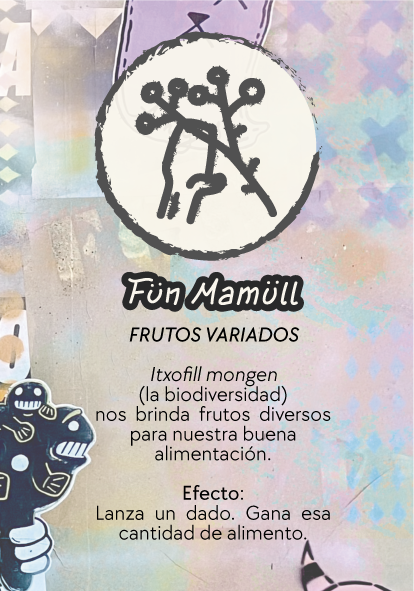 Fün Mamüll
FRUTOS VARIADOS
Itxofill mongen
(la biodiversidad)
nos brinda frutos diversos
para nuestra buena
alimentación.
Efecto:
Lanza un dado. Gana esa
cantidad de alimento.